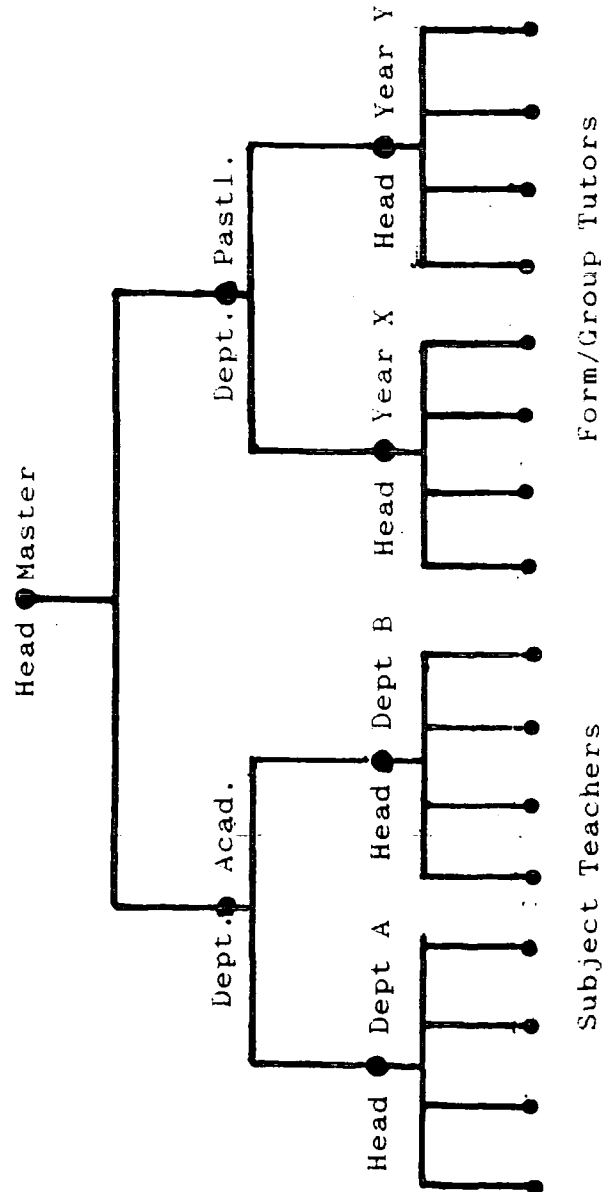 Head Master
Dept. Acad.
Dept. Pastl.
Head Dept A
Head Dept B
Head Year X
Head Year Y
Subject Teachers
Form/Group Tutors